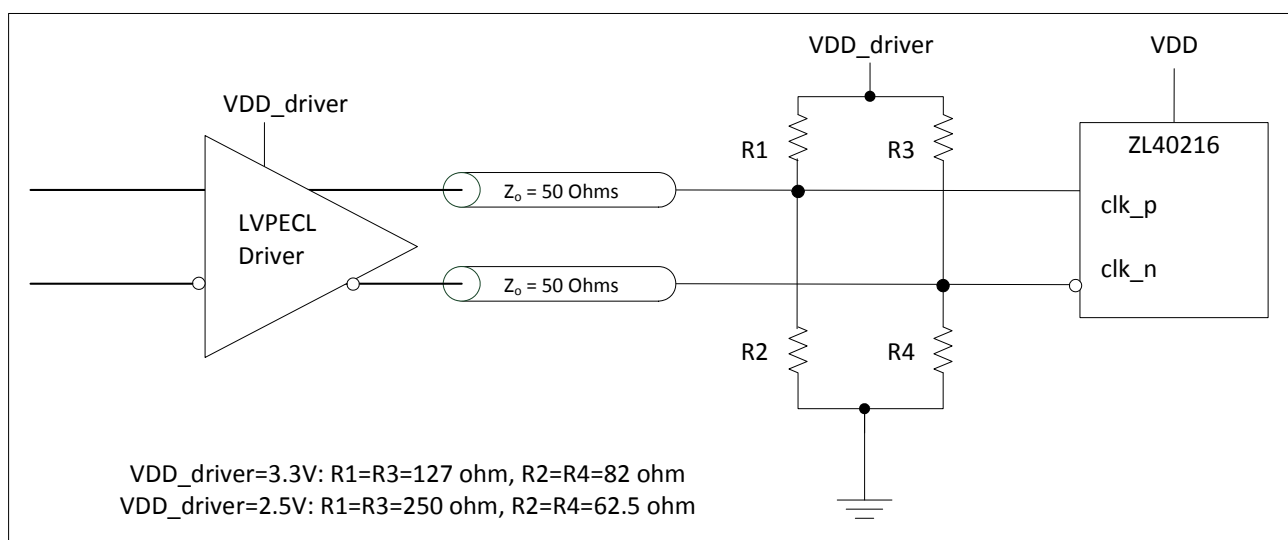 VDD_driver
VDD
VDD_driver
R1
R3
ZL40216
Zo = 50 Ohms
clk_p
LVPECL
Driver
clk_n
Zo = 50 Ohms
R2
R4
VDD_driver=3.3V: R1=R3=127 ohm, R2=R4=82 ohm
VDD_driver=2.5V: R1=R3=250 ohm, R2=R4=62.5 ohm